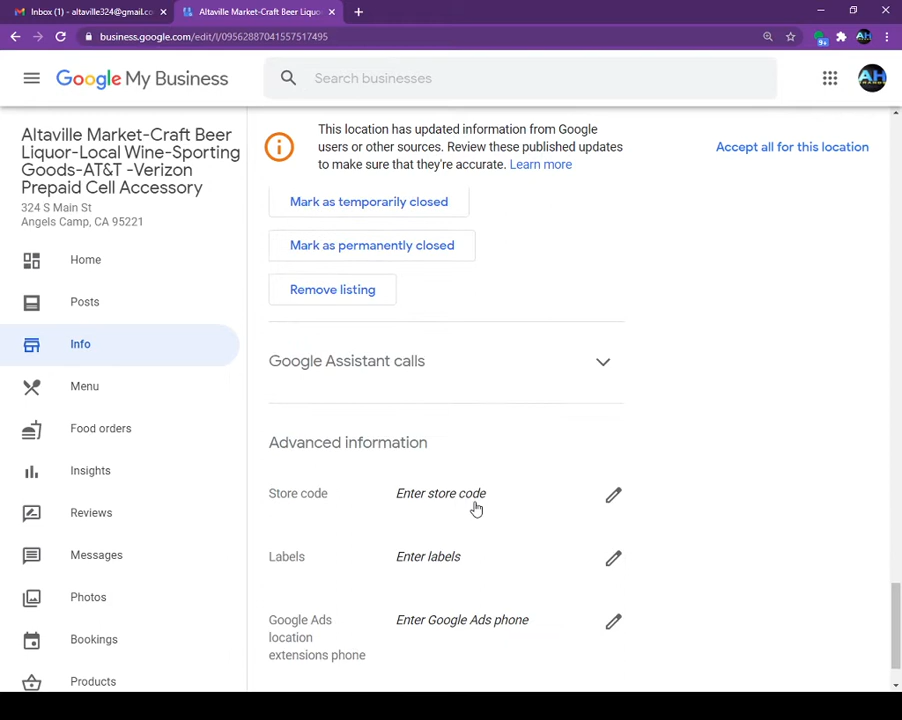 Inbox (1) - altaville324@gmail.co
Altaville Market-Craft Beer Liquo
business.google.com/edit/l/09562887041557517495
9+
Google My Business
Search businesses
Altaville Market-Craft Beer
Liquor-Local Wine-Sporting
Goods-AT&T -Verizon
Prepaid Cell Accessory
324 S Main St
Angels Camp, CA 95221
Home
Posts
Info
Menu
Food orders
Insights
Reviews
Messages
Photos
Bookings
Products
This location has updated information from Google
users or other sources. Review these published updates
to make sure that they're accurate. Learn more
Accept all for this location
Mark as temporarily closed
Mark as permanently closed
Remove listing
Google Assistant calls
Advanced information
Store code Enter store code
Labels Enter labels
Google Ads Enter Google Ads phone
location
extensions phone